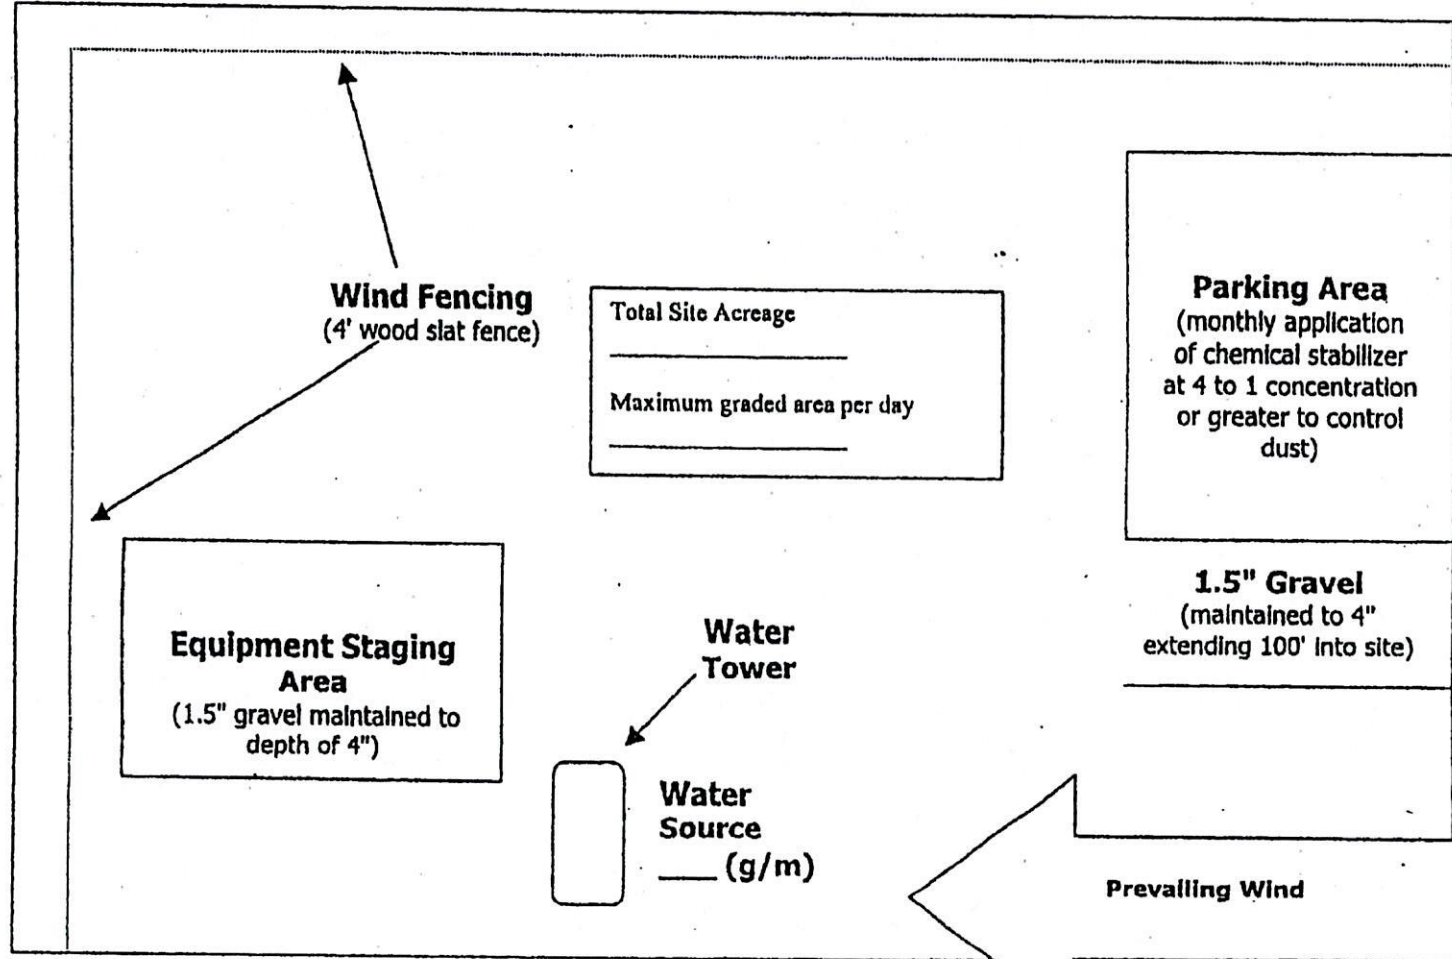 Wind Fencing
(4' wood slat fence)
Total Site Acreage
Maximum graded area per day
Parking Area
(monthly application
of chemical stabilizer
at 4 to 1 concentration
or greater to control
dust)
1.5" Gravel
(maintained to 4"
extending 100' into site)
Equipment Staging
Area
(1.5" gravel maintained to
depth of 4")
Water
Tower
Water
Source
____ (g/m)
Prevailing Wind